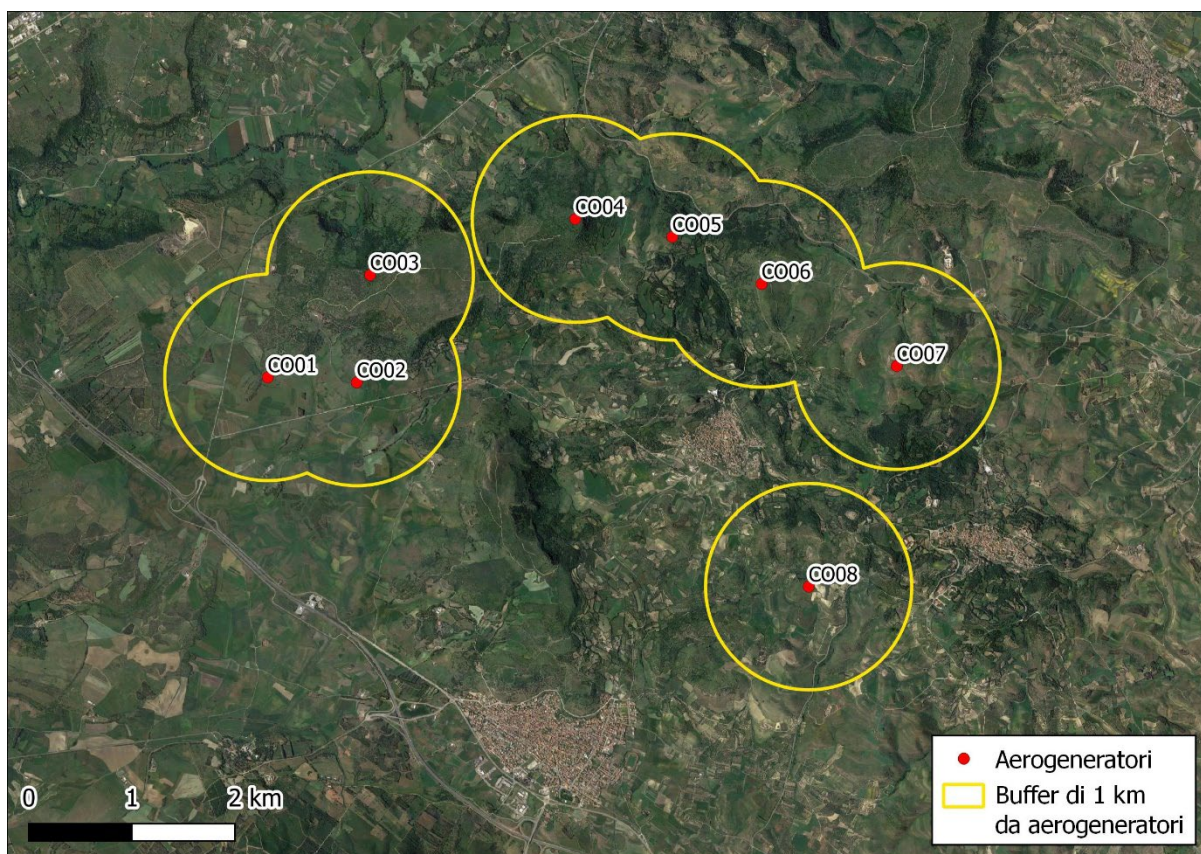 CO04
CO05
CO03
CO06
CO07
CO01
CO02
CO08
Aerogeneratori
Buffer di 1 km
da aerogeneratori
0 1 2 km